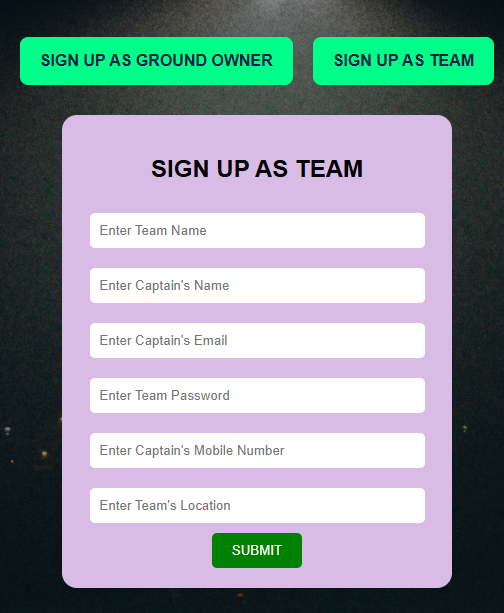 SIGN UP AS GROUND OWNER
SIGN UP AS TEAM
SIGN UP AS TEAM
Enter Team Name
Enter Captain's Name
Enter Captain's Email
Enter Team Password
Enter Captain's Mobile Number
Enter Team's Location
SUBMIT